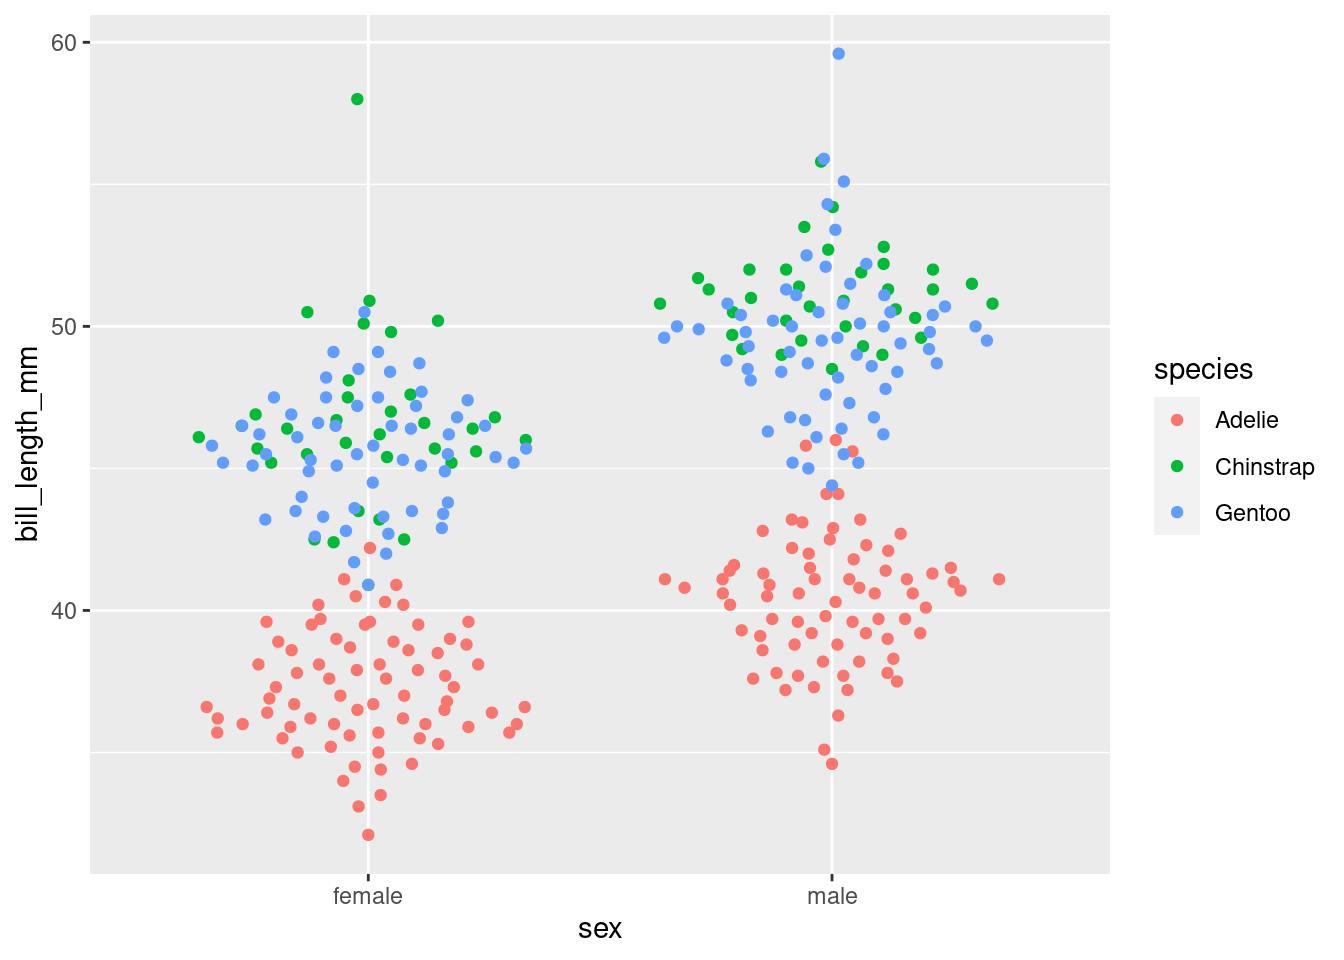 60
50
40
bill_length_mm
female
male
sex
species
Adelie
Chinstrap
Gentoo